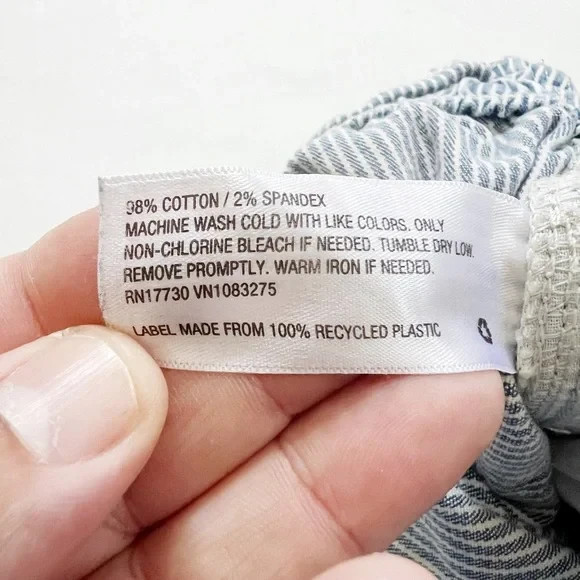 98% COTTON / 2% SPANDEX
MACHINE WASH COLD WITH LIKE COLORS. ONLY
NON-CHLORINE BLEACH IF NEEDED. TUMBLE DRY LOW.
REMOVE PROMPTLY. WARM IRON IF NEEDED.
RN17730 VN1083275
LABEL MADE FROM 100% RECYCLED PLASTIC